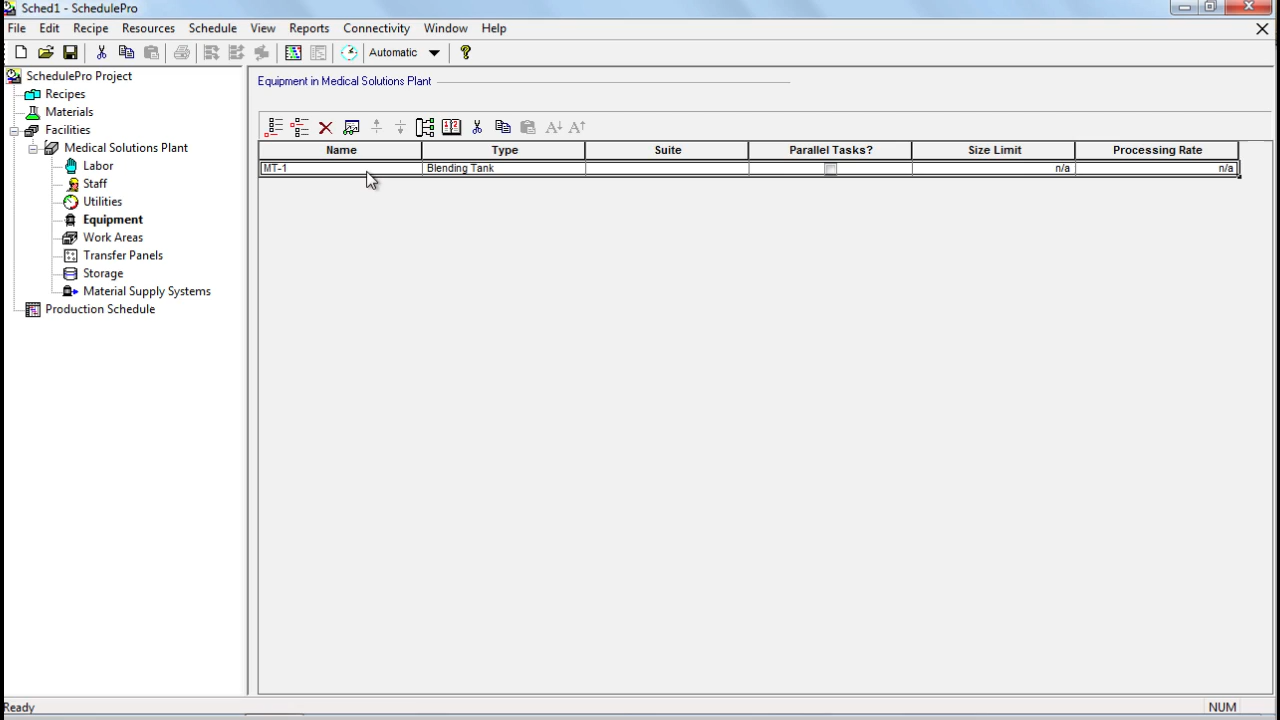 Sched1 - SchedulePro
File Edit Recipe Resources Schedule View Reports Connectivity Window Help
Automatic
SchedulePro Project
Recipes
Materials
Facilities
Medical Solutions Plant
Labor
Staff
Utilities
Equipment
Work Areas
Transfer Panels
Storage
Material Supply Systems
Production Schedule
Equipment in Medical Solutions Plant
Name Type Suite Parallel Tasks? Size Limit Processing Rate
MT-1 Blending Tank n/a n/a
Ready NUM